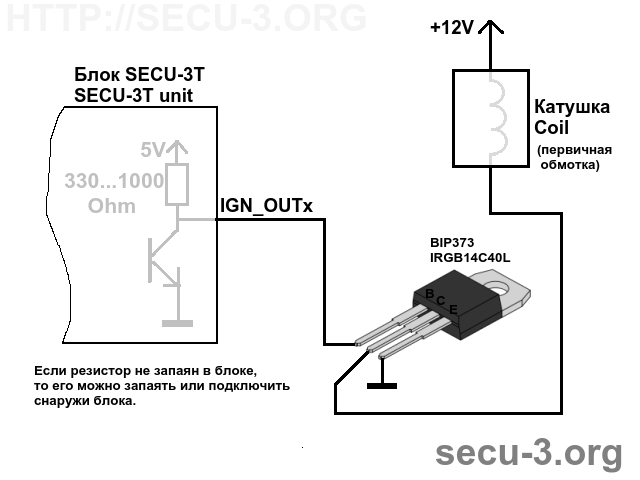 HTTP://SECU-3.ORG
+12V
Блок SECU-3T
SECU-3T unit
Катушка
Coil
(первичная
обмотка)
5V
330...1000
Ohm
IGN_OUTx
BIP373
IRGB14C40L
B
C
E
Если резистор не запаян в блоке,
то его можно запаять или подключить
снаружи блока.
secu-3.org